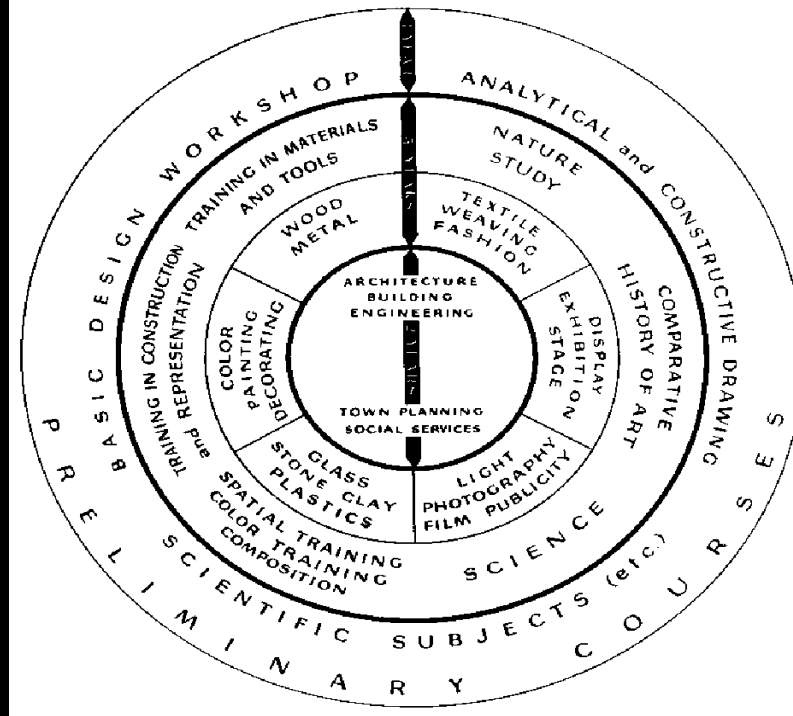 BASIC DESIGN WORKSHOP
ANALYTICAL and CONSTRUCTIVE DRAWING
SCIENTIFIC SUBJECTS (etc.)
PRELIMINARY COURSES
TRAINING IN MATERIALS
AND TOOLS
NATURE
STUDY
COMPARATIVE
HISTORY OF ART
SCIENCE
SPATIAL TRAINING
COLOR TRAINING
COMPOSITION
TRAINING IN CONSTRUCTION
and REPRESENTATION
WOOD
METAL
TEXTILE
WEAVING
FASHION
DISPLAY
EXHIBITION
STAGE
LIGHT
PHOTOGRAPHY
FILM PUBLICITY
GLASS
STONE CLAY
PLASTICS
COLOR
PAINTING
DECORATING
ARCHITECTURE
BUILDING
ENGINEERING
TOWN PLANNING
SOCIAL SERVICES